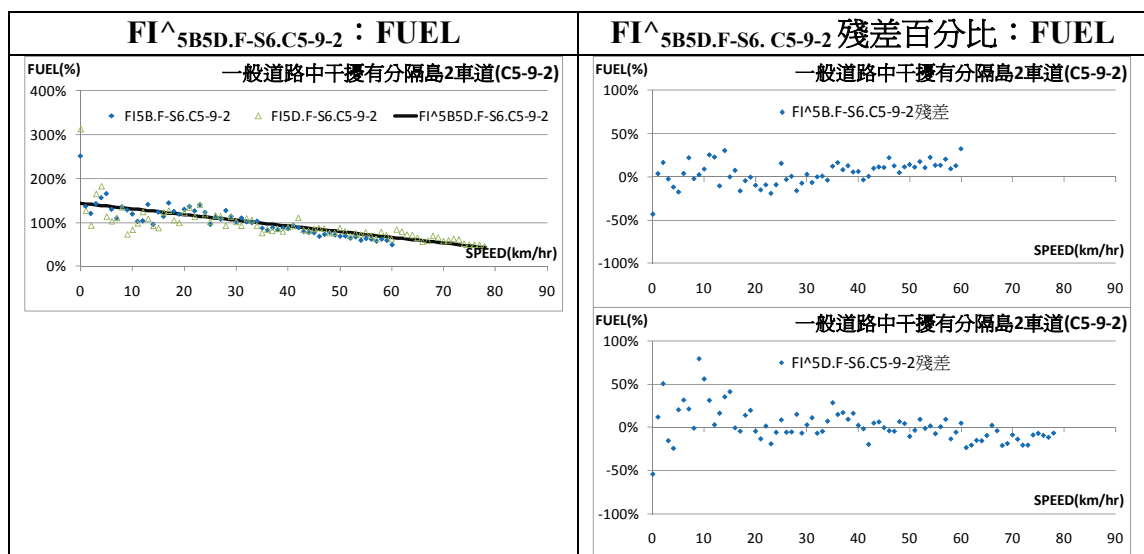 FI^5B5D.F-S6.C5-9-2：FUEL
FUEL(%)
一般道路中干擾有分隔島2車道(C5-9-2)
FI5B.F-S6.C5-9-2 FI5D.F-S6.C5-9-2 FI^5B5D.F-S6.C5-9-2
400%
300%
200%
100%
0%
SPEED(km/hr)
0 10 20 30 40 50 60 70 80 90
FI^5B5D.F-S6. C5-9-2 殘差百分比：FUEL
FUEL(%)
一般道路中干擾有分隔島2車道(C5-9-2)
FI^5B.F-S6.C5-9-2殘差
100%
50%
0%
-50%
-100%
SPEED(km/hr)
0 10 20 30 40 50 60 70 80 90
FUEL(%)
一般道路中干擾有分隔島2車道(C5-9-2)
FI^5D.F-S6.C5-9-2殘差
100%
50%
0%
-50%
-100%
SPEED(km/hr)
0 10 20 30 40 50 60 70 80 90